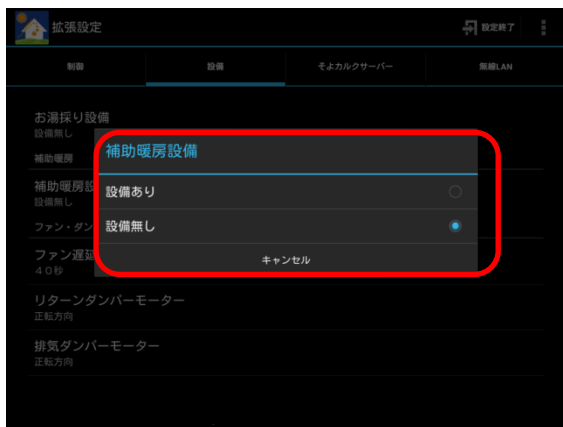 拡張設定
設定終了
制御
設備
そよカルクサーバー
無線LAN
お湯採り設備
設備無し
補助暖房
補助暖房設備
補助暖房設
設備あり
設備無し
ファン・ダン
設備無し
ファン遅延
キャンセル
40秒
リターンダンパーモーター
正転方向
排気ダンパーモーター
正転方向